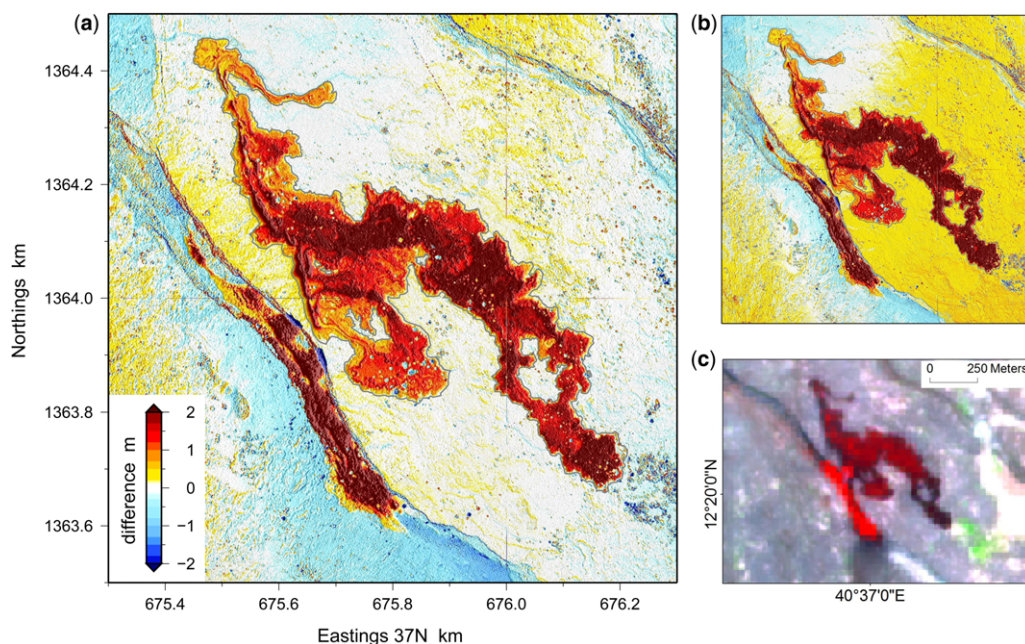 (a)
1364.4
1364.2
1364.0
1363.8
1363.6
Northings km
2
1
0
−1
−2
difference m
675.4
675.6
675.8
676.0
676.2
Eastings 37N km
(b)
(c)
0 250 Meters
12°20'0"N
40°37'0"E